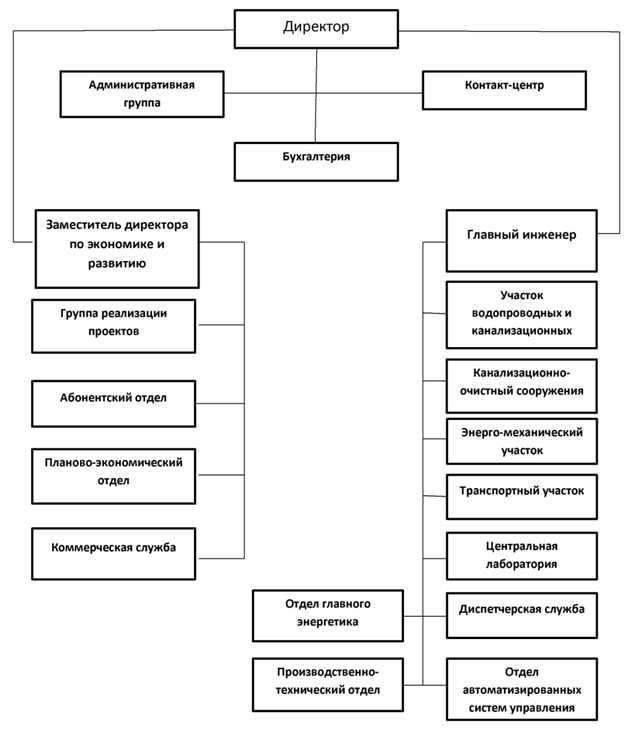 Директор
Административная
группа
Контакт-центр
Бухгалтерия
Заместитель директора
по экономике и
развитию
Группа реализации
проектов
Абонентский отдел
Планово-экономический
отдел
Коммерческая служба
Главный инженер
Участок
водопроводных и
канализационных
Канализационно-
очистный сооружения
Энерго-механический
участок
Транспортный участок
Центральная
лаборатория
Отдел главного
энергетика
Диспетчерская служба
Производственно-
технический отдел
Отдел
автоматизированных
систем управления